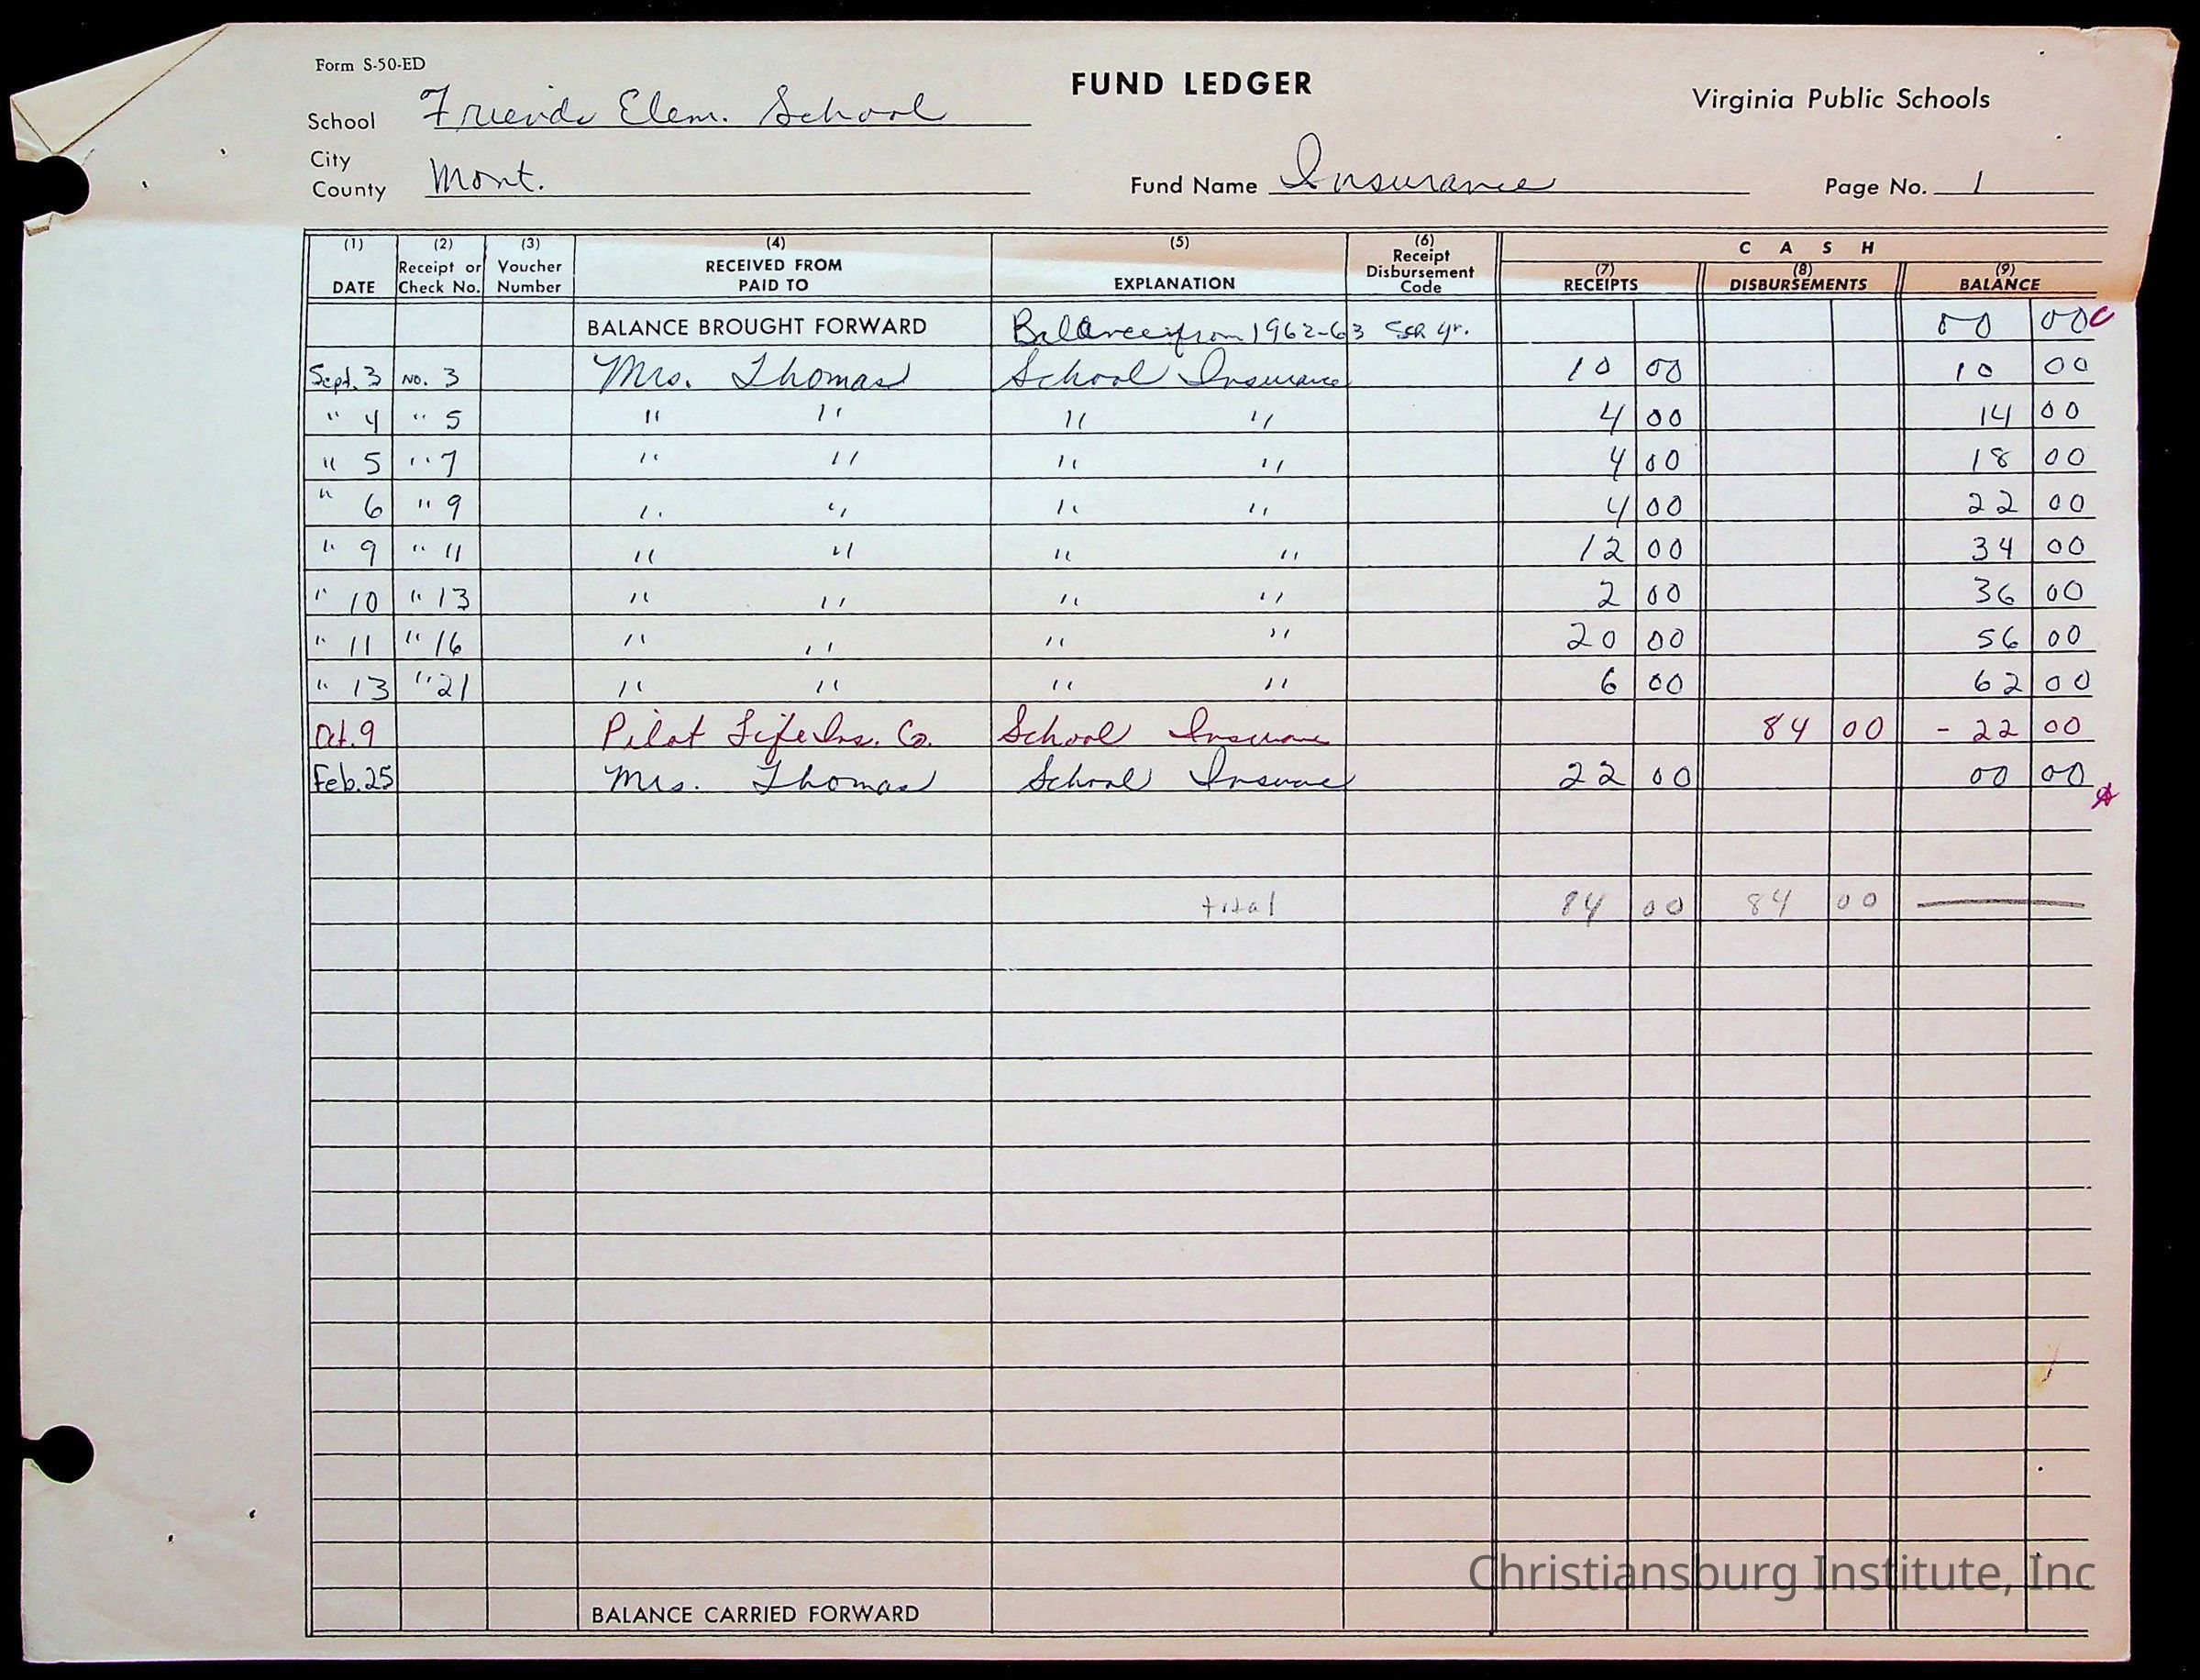 Form S-50-ED
FUND LEDGER
Virginia Public Schools
School Friends Elem. School
City
County Mont.
Fund Name Insurance
Page No. 1
(1) (2) (3) (4) (5) (6) C A S H
DATE Receipt or Check No. Voucher Number RECEIVED FROM PAID TO EXPLANATION Receipt Disbursement Code (7) RECEIPTS (8) DISBURSEMENTS (9) BALANCE
BALANCE BROUGHT FORWARD Balance from 1962-63 Sch yr. 00 00 C
Sept. 3 No. 3 Mrs. Thomas School Insurance 10 00 10 00
" 4 " 5 " " " " 4 00 14 00
" 5 " 7 " " " " 4 00 18 00
" 6 " 9 " " " " 4 00 22 00
" 9 " 11 " " " " 12 00 34 00
" 10 " 13 " " " " 2 00 36 00
" 11 " 16 " " " " 20 00 56 00
" 13 " 21 " " " " 6 00 62 00
Oct. 9 Pilot Life Ins. Co. School Insurance 84 00 - 22 00
Feb. 25 Mrs. Thomas School Insurance 22 00 00 00
total 84 00 84 00
Christiansburg Institute, Inc
BALANCE CARRIED FORWARD